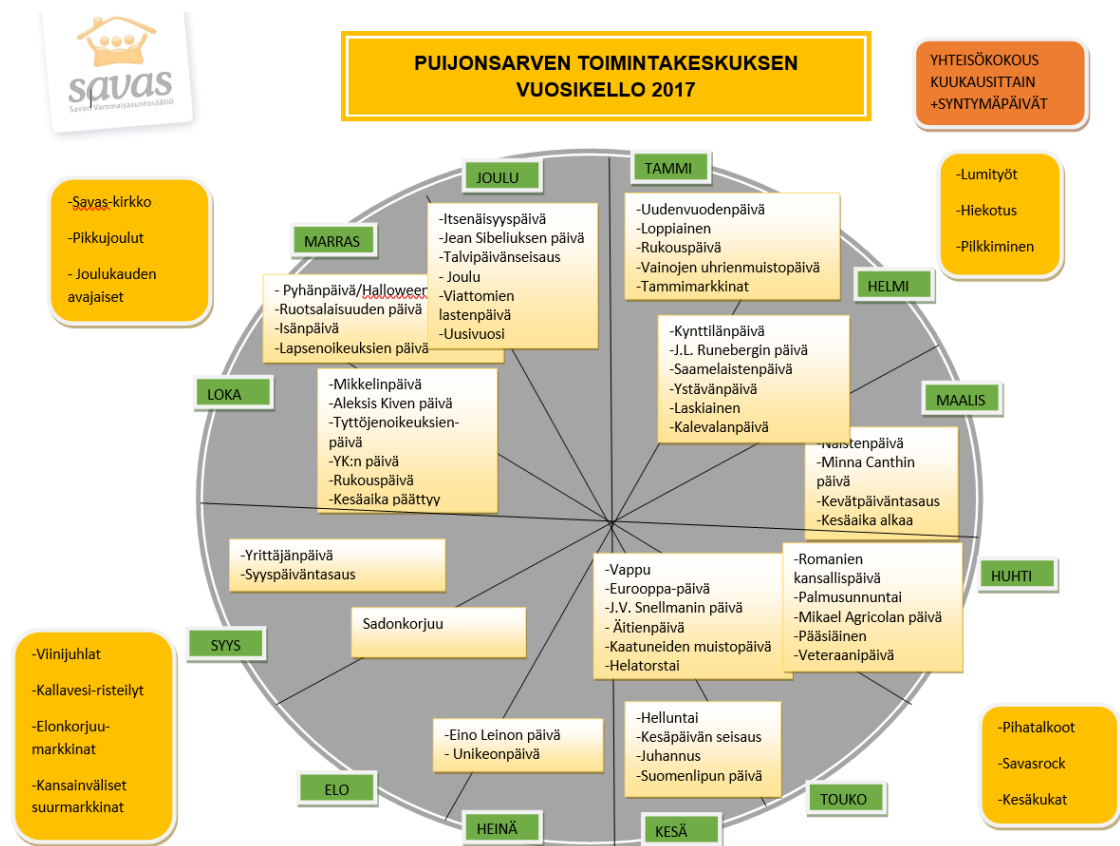 savas
Savon Vammaisasuntosäätiö
PUIJONSARVEN TOIMINTAKESKUKSEN
VUOSIKELLO 2017
YHTEISÖKOKOUS
KUUKAUSITTAIN
+SYNTYMÄPÄIVÄT
-Savas-kirkko
-Pikkujoulut
- Joulukauden
avajaiset
JOULU
-Itsenäisyyspäivä
-Jean Sibeliuksen päivä
-Talvipäivänseisaus
- Joulu
-Viattomien
lastenpäivä
-Uusivuosi
TAMMI
-Uudenvuodenpäivä
-Loppiainen
-Rukouspäivä
-Vainojen uhrienmuistopäivä
-Tammimarkkinat
-Lumityöt
-Hiekotus
-Pilkkiminen
MARRAS
- Pyhänpäivä/Halloween
-Ruotsalaisuuden päivä
-Isänpäivä
-Lapsenoikeuksien päivä
HELMI
-Kynttilänpäivä
-J.L. Runebergin päivä
-Saamelaistenpäivä
-Ystävänpäivä
-Laskiainen
-Kalevalanpäivä
LOKA
-Mikkelinpäivä
-Aleksis Kiven päivä
-Tyttöjenoikeuksien-
päivä
-YK:n päivä
-Rukouspäivä
-Kesäaika päättyy
MAALIS
-Naistenpäivä
-Minna Canthin
päivä
-Kevätpäiväntasaus
-Kesäaika alkaa
-Yrittäjänpäivä
-Syyspäiväntasaus
HUHTI
-Romanien
kansallispäivä
-Palmusunnuntai
-Mikael Agricolan päivä
-Pääsiäinen
-Veteraanipäivä
-Vappu
-Eurooppa-päivä
-J.V. Snellmanin päivä
- Äitienpäivä
-Kaatuneiden muistopäivä
-Helatorstai
SYYS
Sadonkorjuu
-Viinijuhlat
-Kallavesi-risteilyt
-Elonkorjuu-
markkinat
-Kansainväliset
suurmarkkinat
-Eino Leinon päivä
- Unikeonpäivä
-Helluntai
-Kesäpäivän seisaus
-Juhannus
-Suomenlipun päivä
-Pihatalkoot
-Savasrock
-Kesäkukat
ELO
TOUKO
HEINÄ
KESÄ